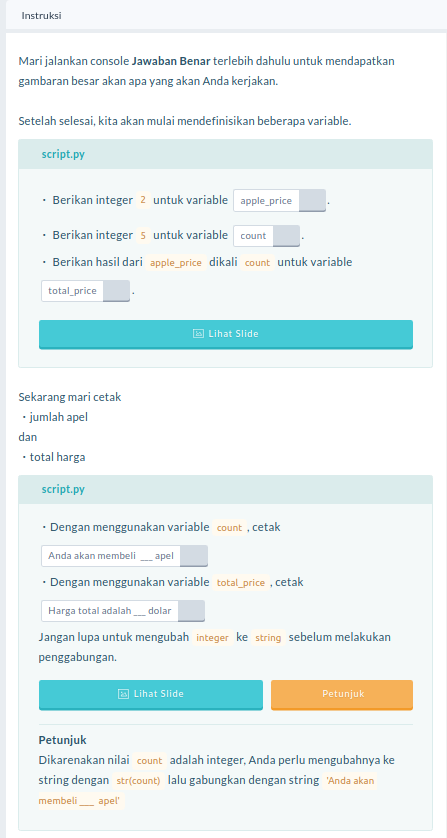 Instruksi
Mari jalankan console Jawaban Benar terlebih dahulu untuk mendapatkan
gambaran besar akan apa yang akan Anda kerjakan.
Setelah selesai, kita akan mulai mendefinisikan beberapa variable.
script.py
· Berikan integer 2 untuk variable apple_price .
· Berikan integer 5 untuk variable count .
· Berikan hasil dari apple_price dikali count untuk variable
total_price .
Lihat Slide
Sekarang mari cetak
· jumlah apel
dan
· total harga
script.py
· Dengan menggunakan variable count , cetak
Anda akan membeli ___ apel
· Dengan menggunakan variable total_price , cetak
Harga total adalah ___ dolar
Jangan lupa untuk mengubah integer ke string sebelum melakukan
penggabungan.
Lihat Slide Petunjuk
Petunjuk
Dikarenakan nilai count adalah integer, Anda perlu mengubahnya ke
string dengan str(count) lalu gabungkan dengan string 'Anda akan
membeli ___ apel'